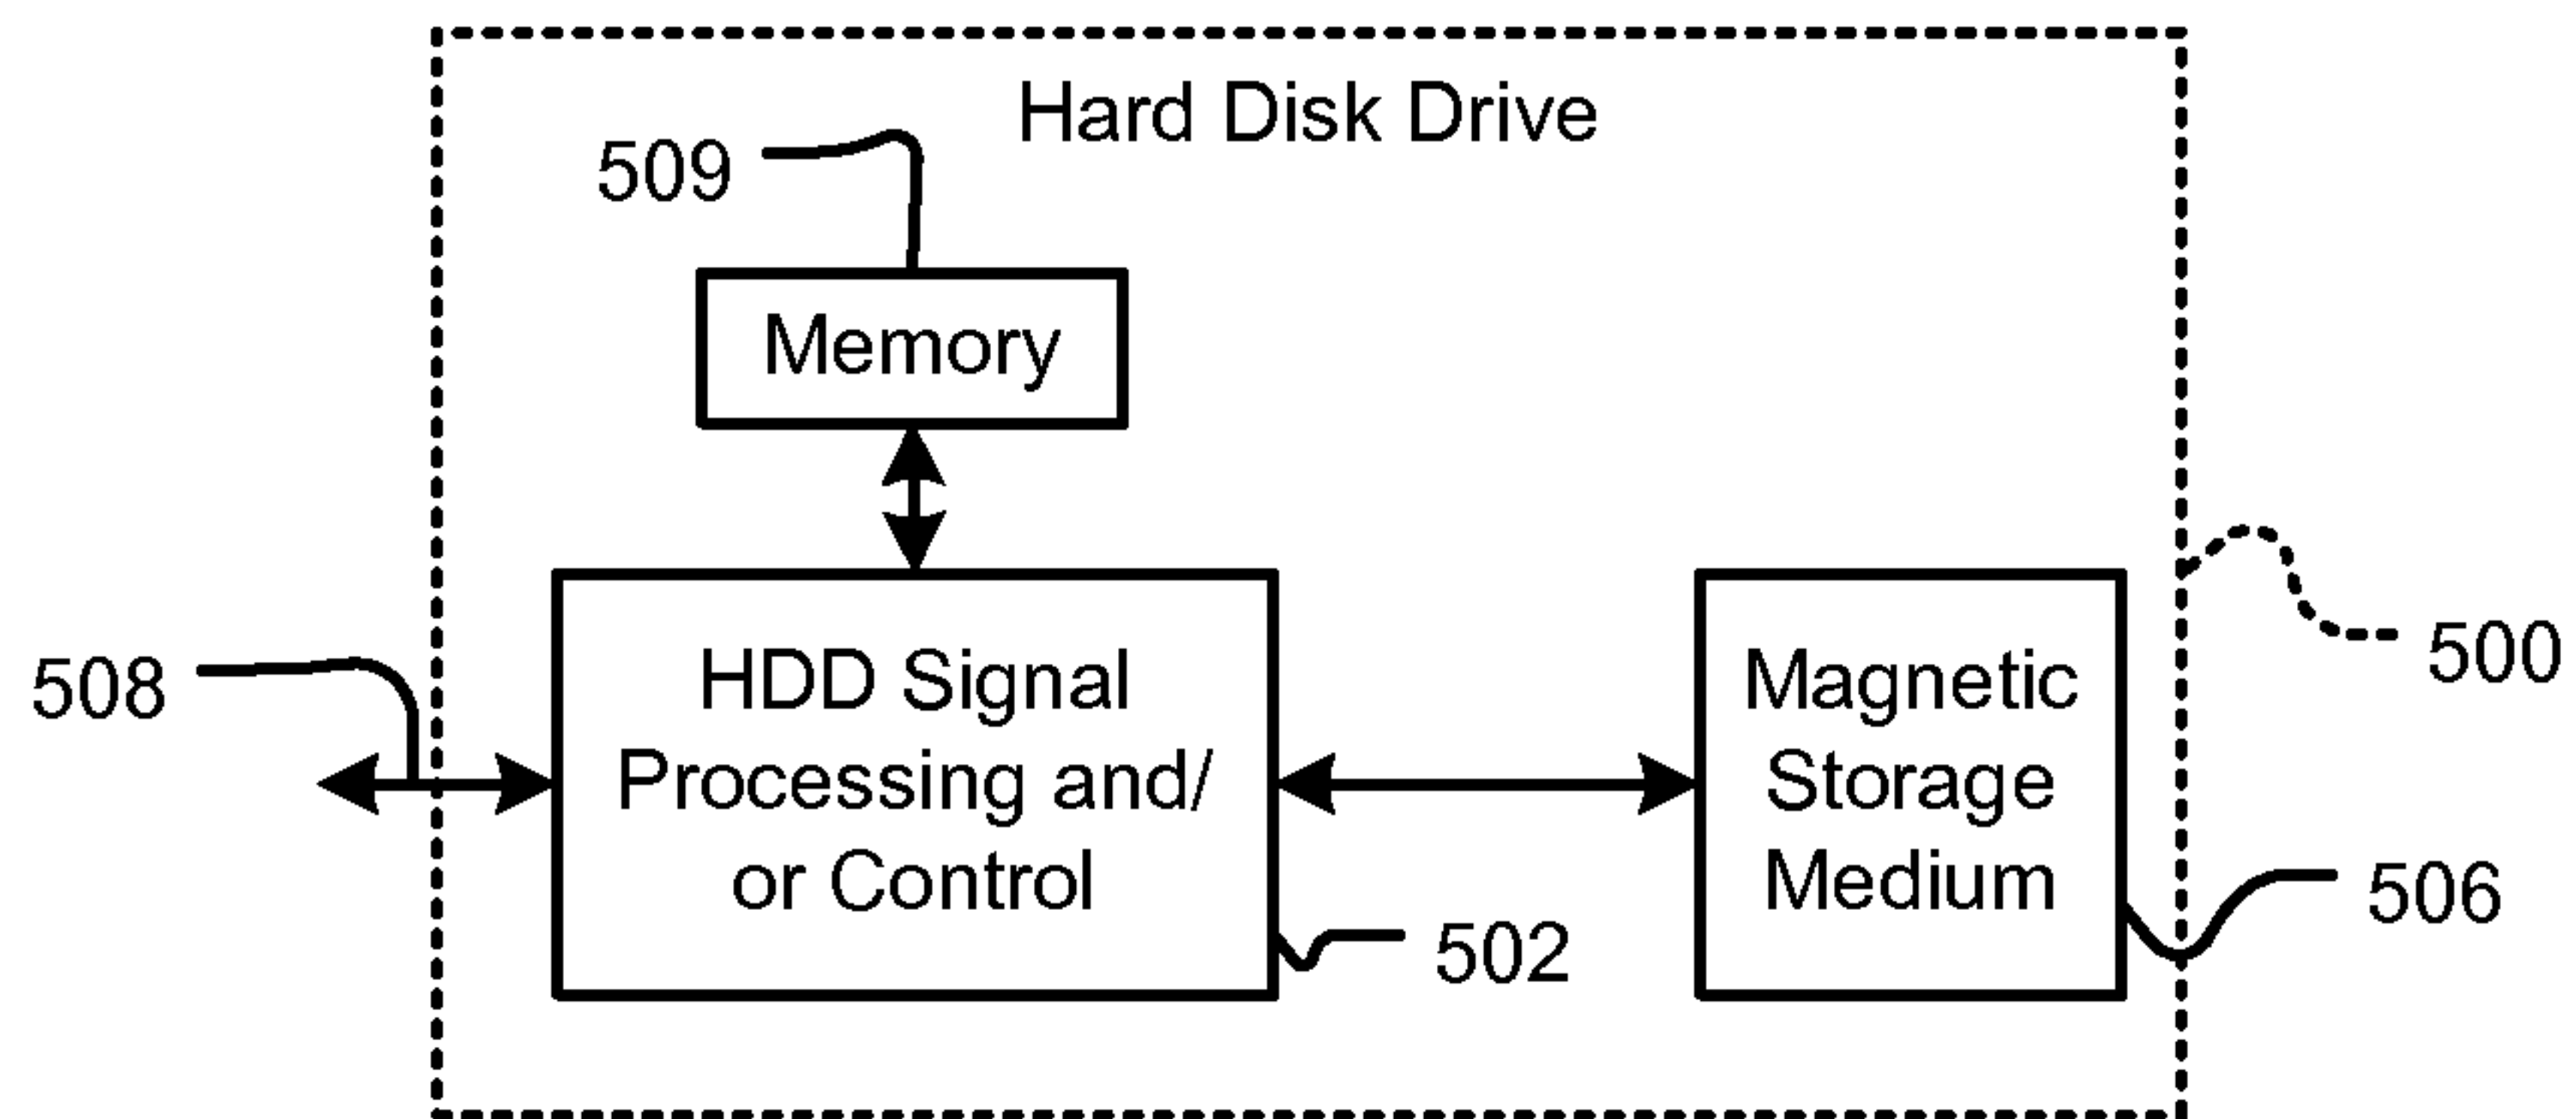 Hard Disk Drive
509
Memory
508
HDD Signal
Processing and/
or Control
502
Magnetic
Storage
Medium
500
506